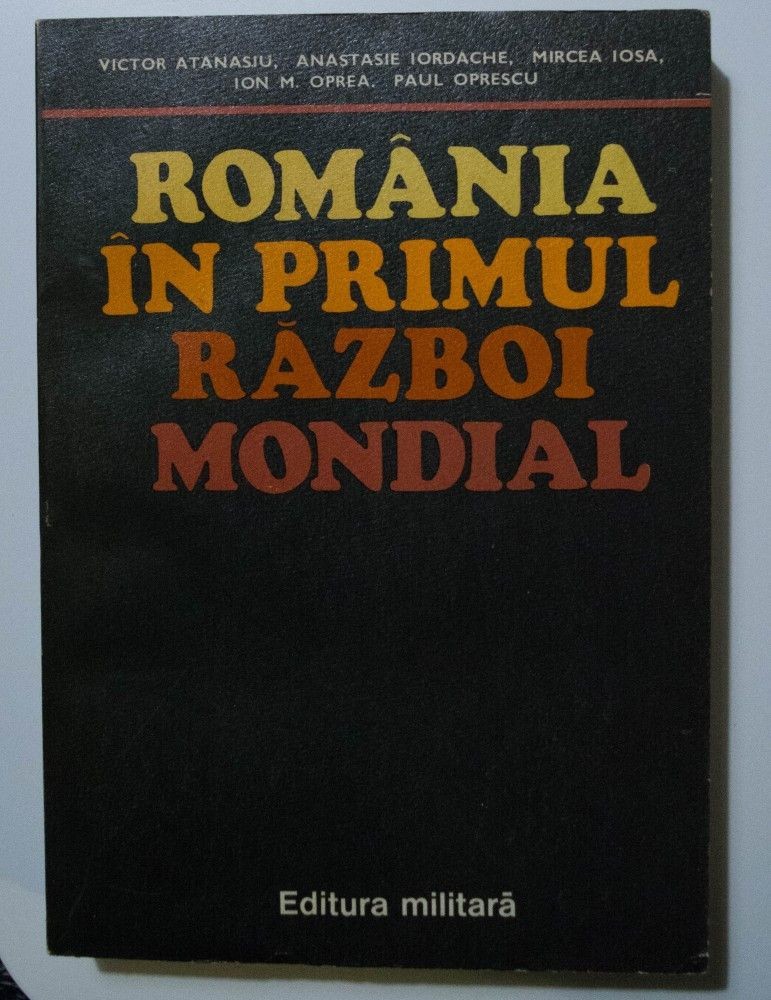 VICTOR ATANASIU, ANASTASIE IORDACHE, MIRCEA IOSA,
ION M. OPREA, PAUL OPRESCU
ROMÂNIA
ÎN PRIMUL
RĂZBOI
MONDIAL
Editura militară